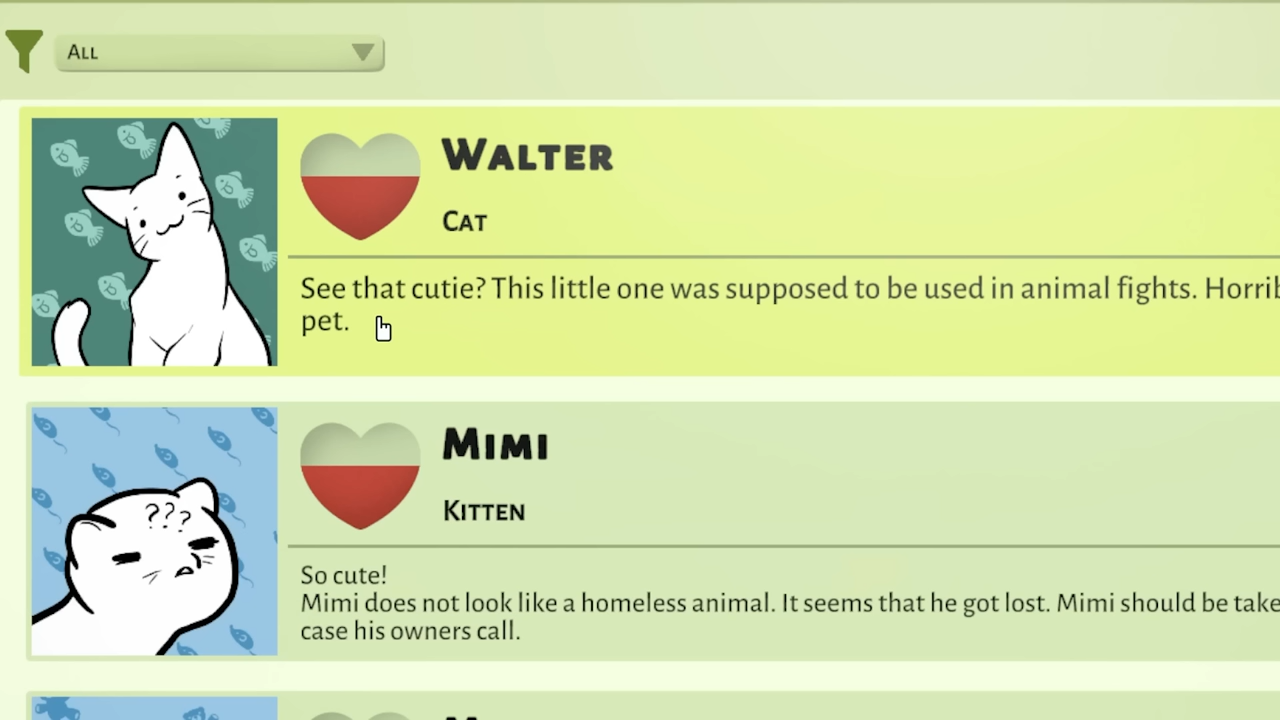 All
Walter
Cat
See that cutie? This little one was supposed to be used in animal fights. Horrib
pet.
???
Mimi
Kitten
So cute!
Mimi does not look like a homeless animal. It seems that he got lost. Mimi should be take
case his owners call.